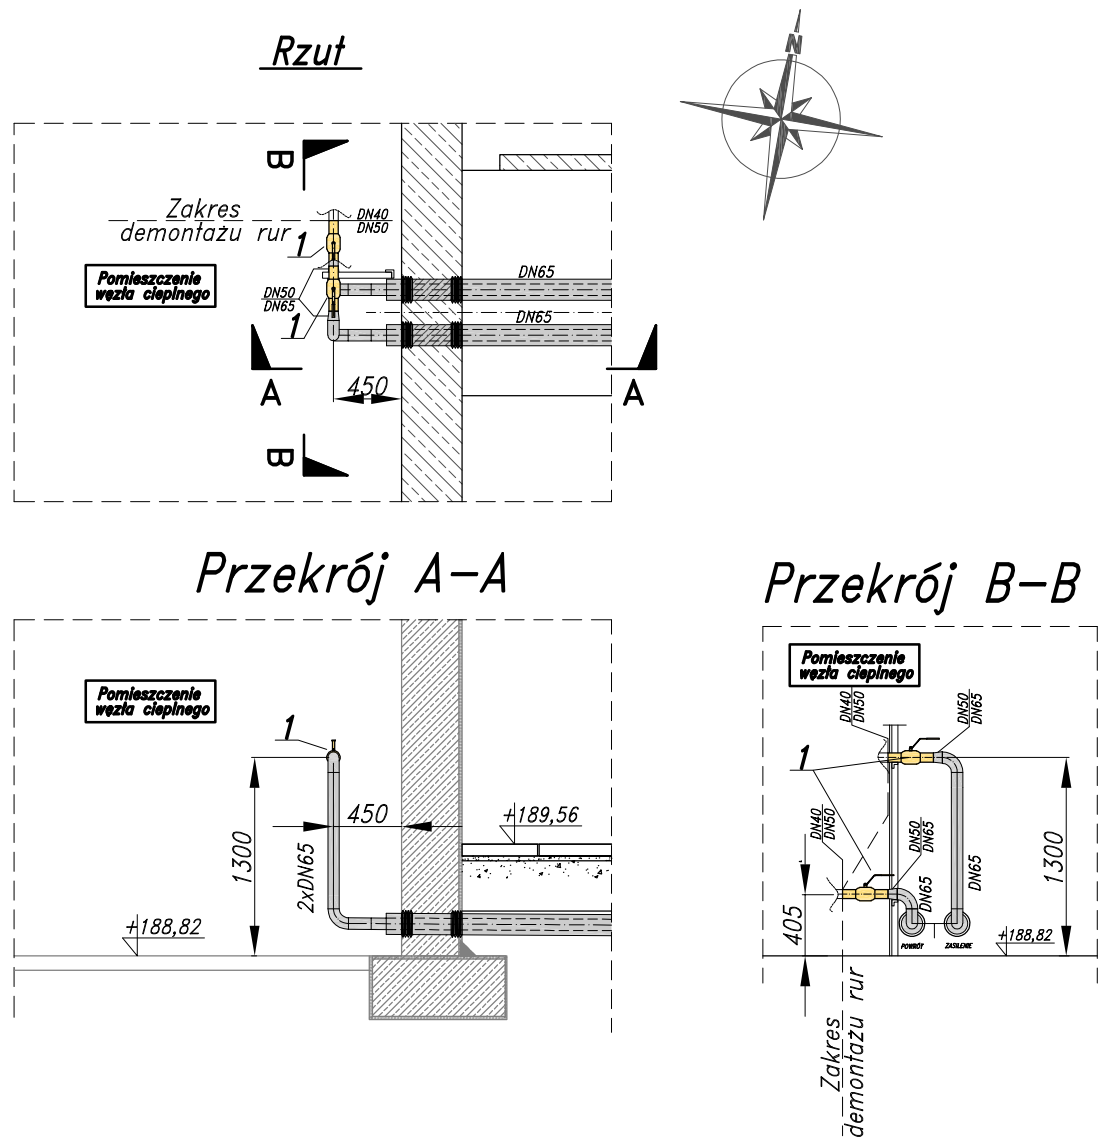 Rzut
N
B
Zakres
demontażu rur
DN40
DN50
1
Pomieszczenie
węzła cieplnego
DN65
DN50
DN65
1
DN65
A
450
A
B
Przekrój A-A
Pomieszczenie
węzła cieplnego
1
450
+189,56
1300
2xDN65
+188,82
Przekrój B-B
Pomieszczenie
węzła cieplnego
DN40
DN50
DN50
DN65
1
DN40
DN50
DN50
DN65
1300
DN65
DN65
405
POWRÓT
ZASILENIE
+188,82
Zakres
demontażu rur